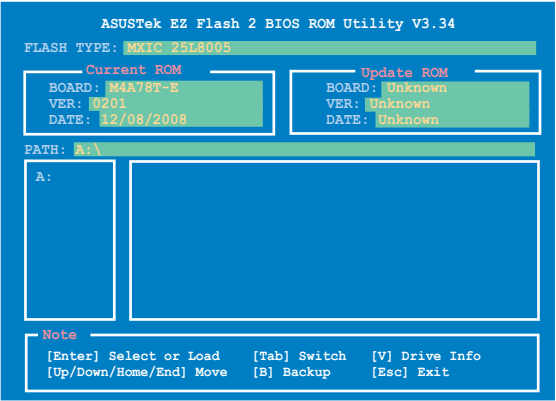 ASUSTek EZ Flash 2 BIOS ROM Utility V3.34
FLASH TYPE: MXIC 25L8005
Current ROM
BOARD: M4A78T-E
VER: 0201
DATE: 12/08/2008
Update ROM
BOARD: Unknown
VER: Unknown
DATE: Unknown
PATH: A:\
A:
Note
[Enter] Select or Load [Tab] Switch [V] Drive Info
[Up/Down/Home/End] Move [B] Backup [Esc] Exit